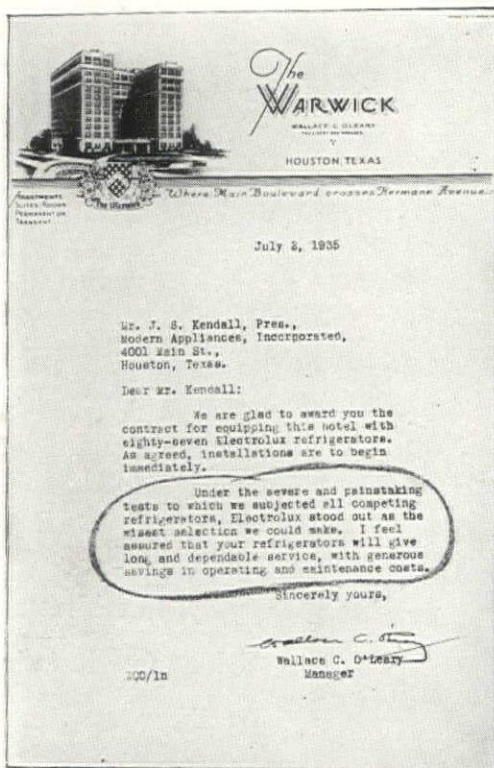 The
WARWICK
WALLACE C. O'LEARY
PRESIDENT AND MANAGER
HOUSTON, TEXAS
APARTMENTS
SUITES - ROOMS
PERMANENT OR
TRANSIENT
The Warwick
"Where Main Boulevard crosses Hermann Avenue"
July 2, 1935
Mr. J. S. Kendall, Pres.,
Modern Appliances, Incorporated,
4001 Main St.,
Houston, Texas.
Dear Mr. Kendall:
We are glad to award you the
contract for equipping this hotel with
eighty-seven Electrolux refrigerators.
As agreed, installations are to begin
immediately.
Under the severe and painstaking
tests to which we subjected all competing
refrigerators, Electrolux stood out as the
wisest selection we could make. I feel
assured that your refrigerators will give
long and dependable service, with generous
savings in operating and maintenance costs.
Sincerely yours,
Wallace C. O'Leary
Manager